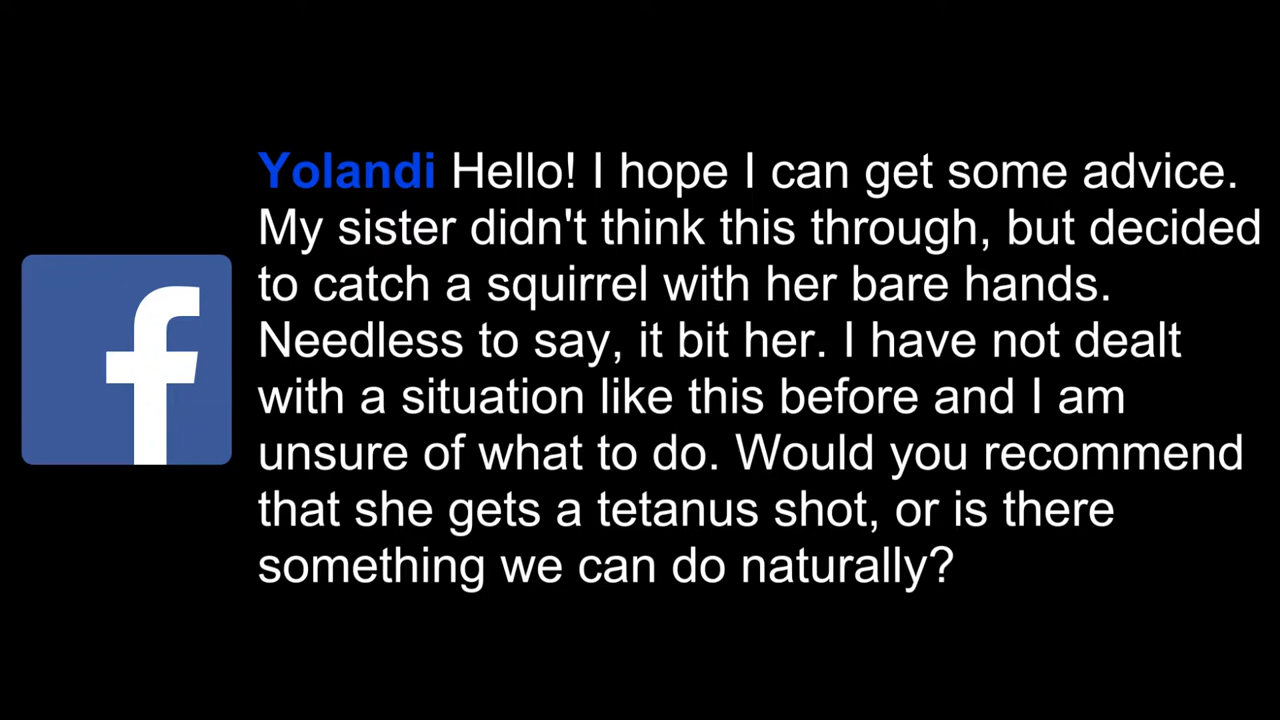 Yolandi Hello! I hope I can get some advice.
My sister didn't think this through, but decided
to catch a squirrel with her bare hands.
Needless to say, it bit her. I have not dealt
with a situation like this before and I am
unsure of what to do. Would you recommend
that she gets a tetanus shot, or is there
something we can do naturally?